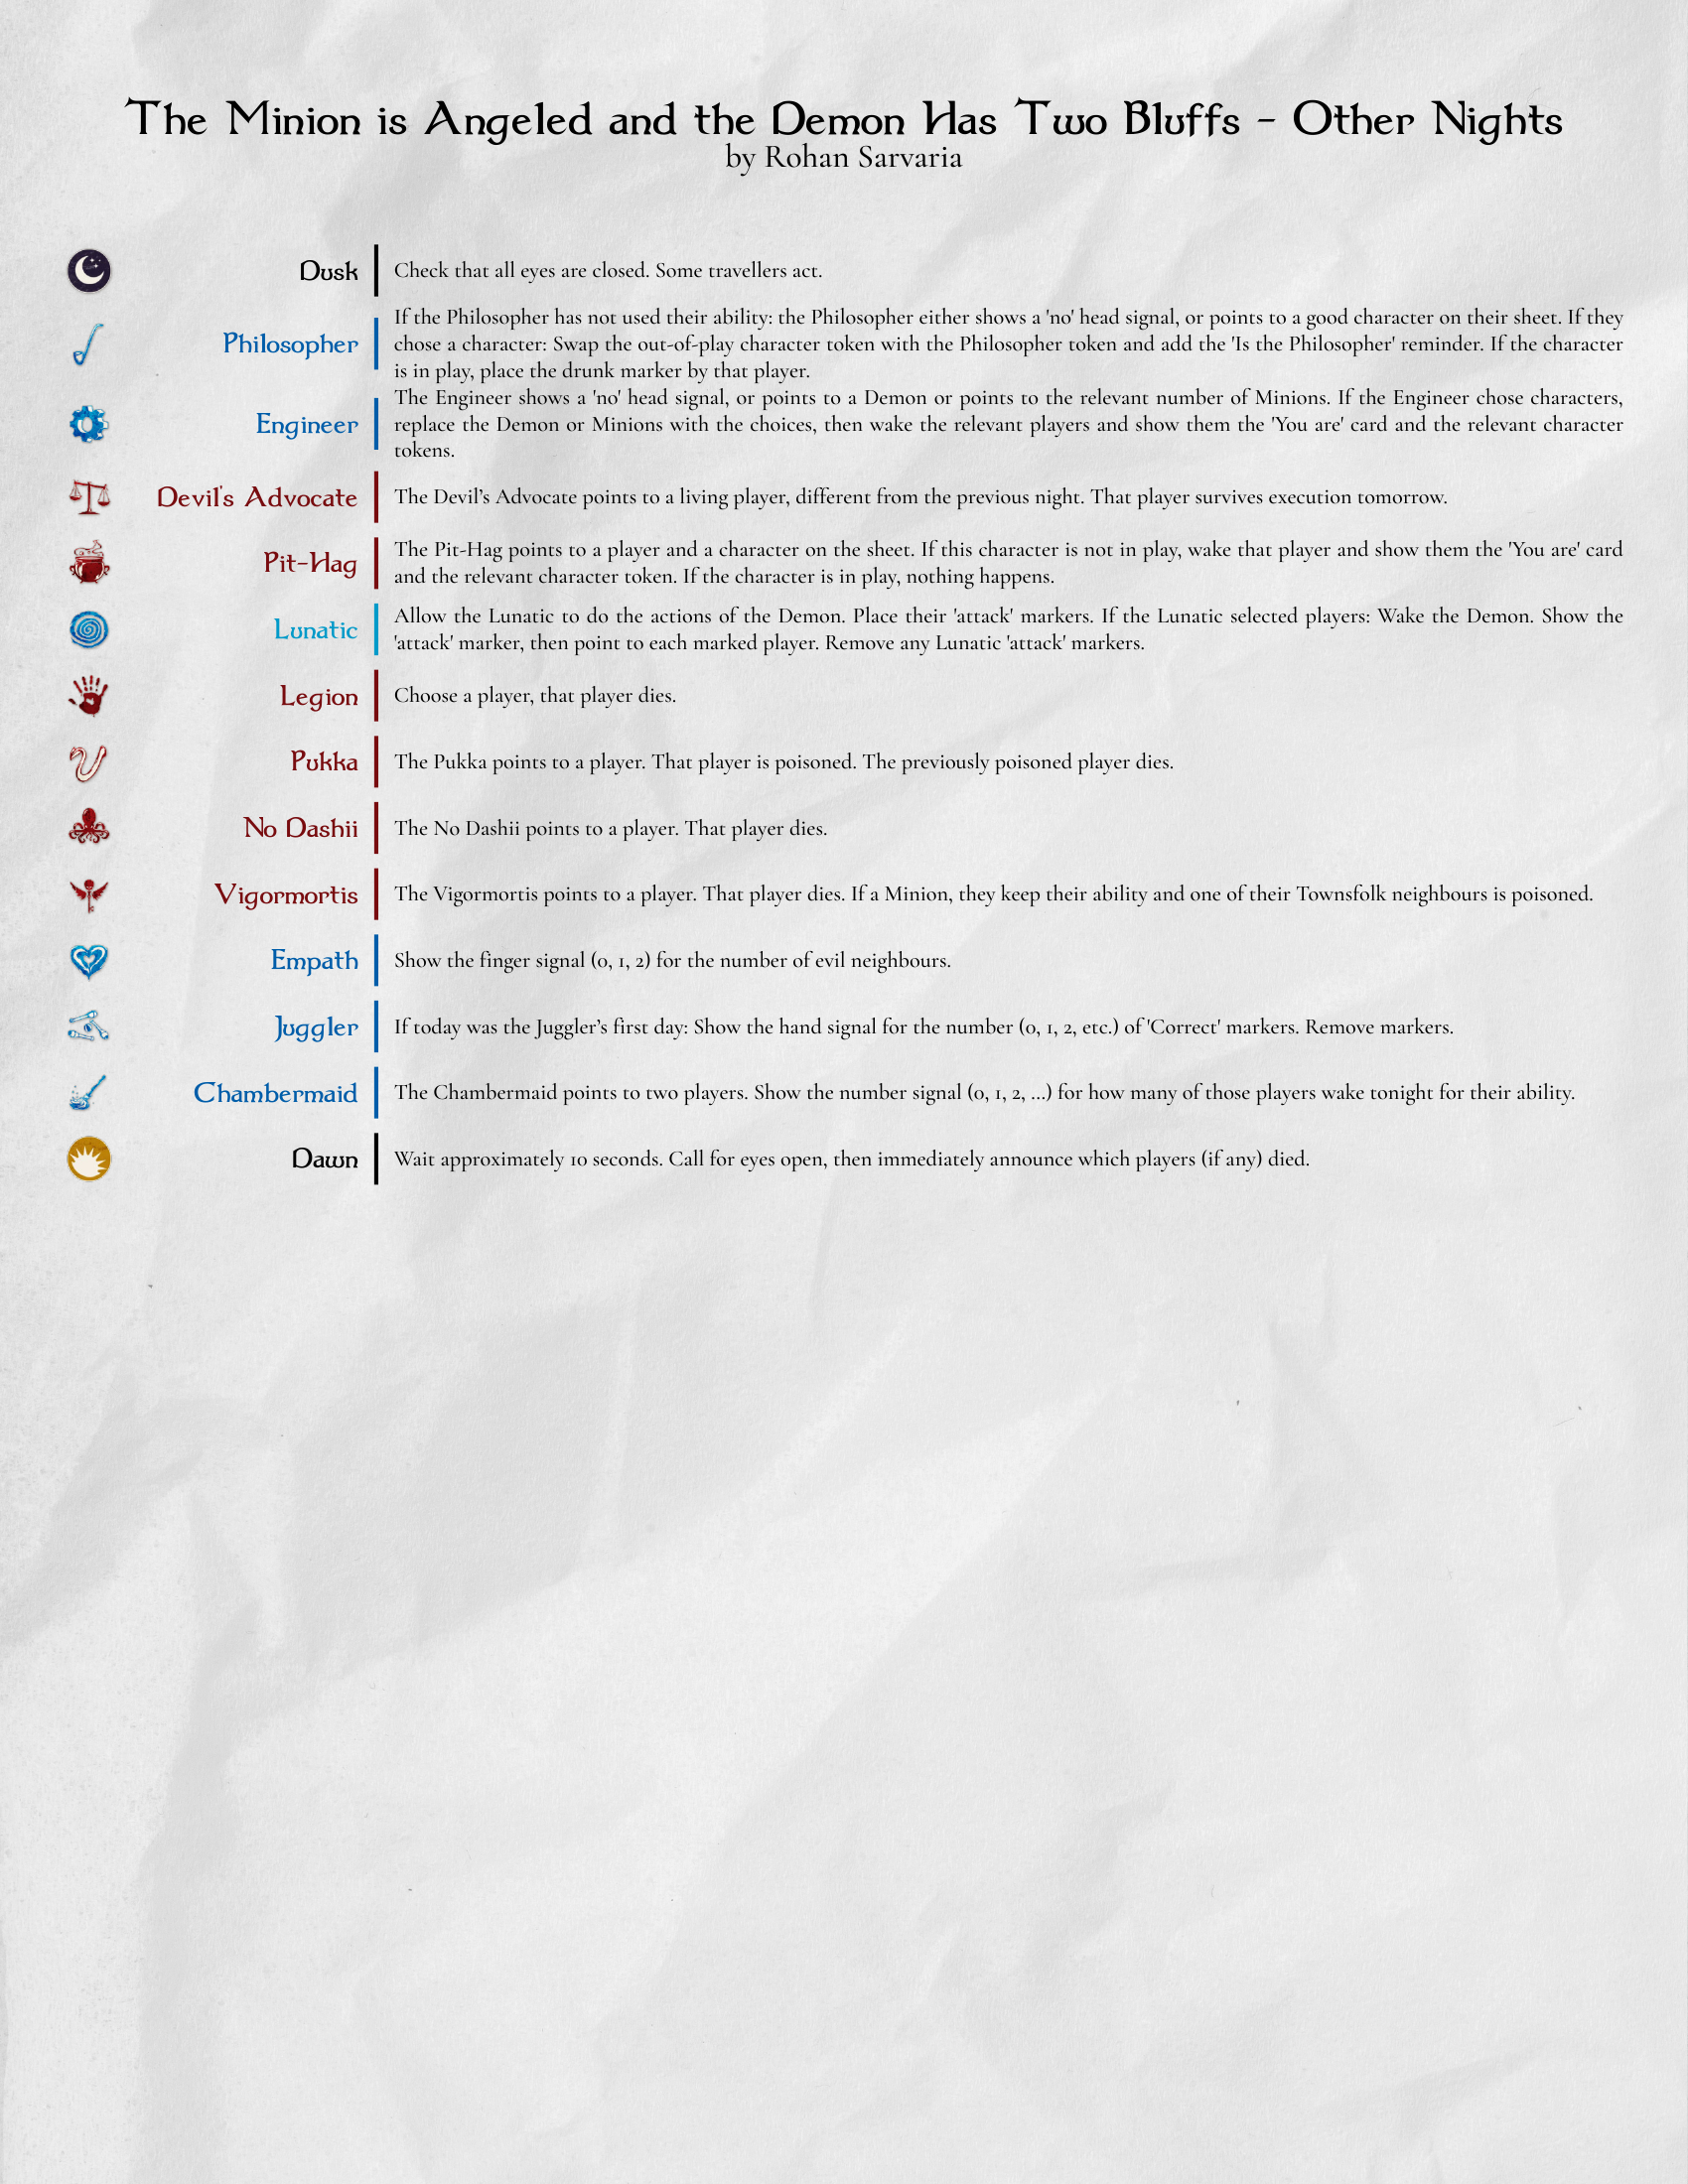 The Minion is Angeled and the Demon Has Two Bluffs - Other Nights
by Rohan Sarvaria
Dusk
Check that all eyes are closed. Some travellers act.
Philosopher
If the Philosopher has not used their ability: the Philosopher either shows a 'no' head signal, or points to a good character on their sheet. If they
chose a character: Swap the out-of-play character token with the Philosopher token and add the 'Is the Philosopher' reminder. If the character
is in play, place the drunk marker by that player.
Engineer
The Engineer shows a 'no' head signal, or points to a Demon or points to the relevant number of Minions. If the Engineer chose characters,
replace the Demon or Minions with the choices, then wake the relevant players and show them the 'You are' card and the relevant character
tokens.
Devil's Advocate
The Devil’s Advocate points to a living player, different from the previous night. That player survives execution tomorrow.
Pit-Hag
The Pit-Hag points to a player and a character on the sheet. If this character is not in play, wake that player and show them the 'You are' card
and the relevant character token. If the character is in play, nothing happens.
Lunatic
Allow the Lunatic to do the actions of the Demon. Place their 'attack' markers. If the Lunatic selected players: Wake the Demon. Show the
'attack' marker, then point to each marked player. Remove any Lunatic 'attack' markers.
Legion
Choose a player, that player dies.
Pukka
The Pukka points to a player. That player is poisoned. The previously poisoned player dies.
No Dashii
The No Dashii points to a player. That player dies.
Vigormortis
The Vigormortis points to a player. That player dies. If a Minion, they keep their ability and one of their Townsfolk neighbours is poisoned.
Empath
Show the finger signal (0, 1, 2) for the number of evil neighbours.
Juggler
If today was the Juggler’s first day: Show the hand signal for the number (0, 1, 2, etc.) of 'Correct' markers. Remove markers.
Chambermaid
The Chambermaid points to two players. Show the number signal (0, 1, 2, …) for how many of those players wake tonight for their ability.
Dawn
Wait approximately 10 seconds. Call for eyes open, then immediately announce which players (if any) died.